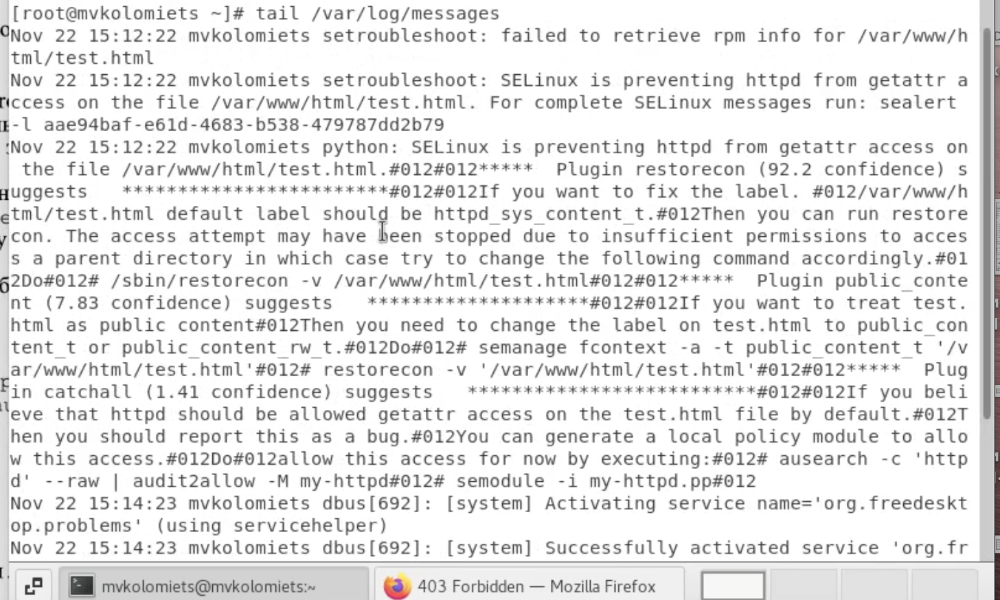 [root@mvkolomiets ~]# tail /var/log/messages
Nov 22 15:12:22 mvkolomiets setroubleshoot: failed to retrieve rpm info for /var/www/h
tml/test.html
Nov 22 15:12:22 mvkolomiets setroubleshoot: SELinux is preventing httpd from getattr a
ccess on the file /var/www/html/test.html. For complete SELinux messages run: sealert
-l aae94baf-e61d-4683-b538-479787dd2b79
Nov 22 15:12:22 mvkolomiets python: SELinux is preventing httpd from getattr access on
 the file /var/www/html/test.html.#012#012*****  Plugin restorecon (92.2 confidence) s
uggests   ************************#012#012If you want to fix the label. #012/var/www/h
tml/test.html default label should be httpd_sys_content_t.#012Then you can run restore
con. The access attempt may have been stopped due to insufficient permissions to acces
s a parent directory in which case try to change the following command accordingly.#01
2Do#012# /sbin/restorecon -v /var/www/html/test.html#012#012*****  Plugin public_conte
nt (7.83 confidence) suggests   ********************#012#012If you want to treat test.
html as public content#012Then you need to change the label on test.html to public_con
tent_t or public_content_rw_t.#012Do#012# semanage fcontext -a -t public_content_t '/v
ar/www/html/test.html'#012# restorecon -v '/var/www/html/test.html'#012#012*****  Plug
in catchall (1.41 confidence) suggests   **************************#012#012If you beli
eve that httpd should be allowed getattr access on the test.html file by default.#012T
hen you should report this as a bug.#012You can generate a local policy module to allo
w this access.#012Do#012allow this access for now by executing:#012# ausearch -c 'http
d' --raw | audit2allow -M my-httpd#012# semodule -i my-httpd.pp#012
Nov 22 15:14:23 mvkolomiets dbus[692]: [system] Activating service name='org.freedeskt
op.problems' (using servicehelper)
Nov 22 15:14:23 mvkolomiets dbus[692]: [system] Successfully activated service 'org.fr
mvkolomiets@mvkolomiets:~
403 Forbidden — Mozilla Firefox